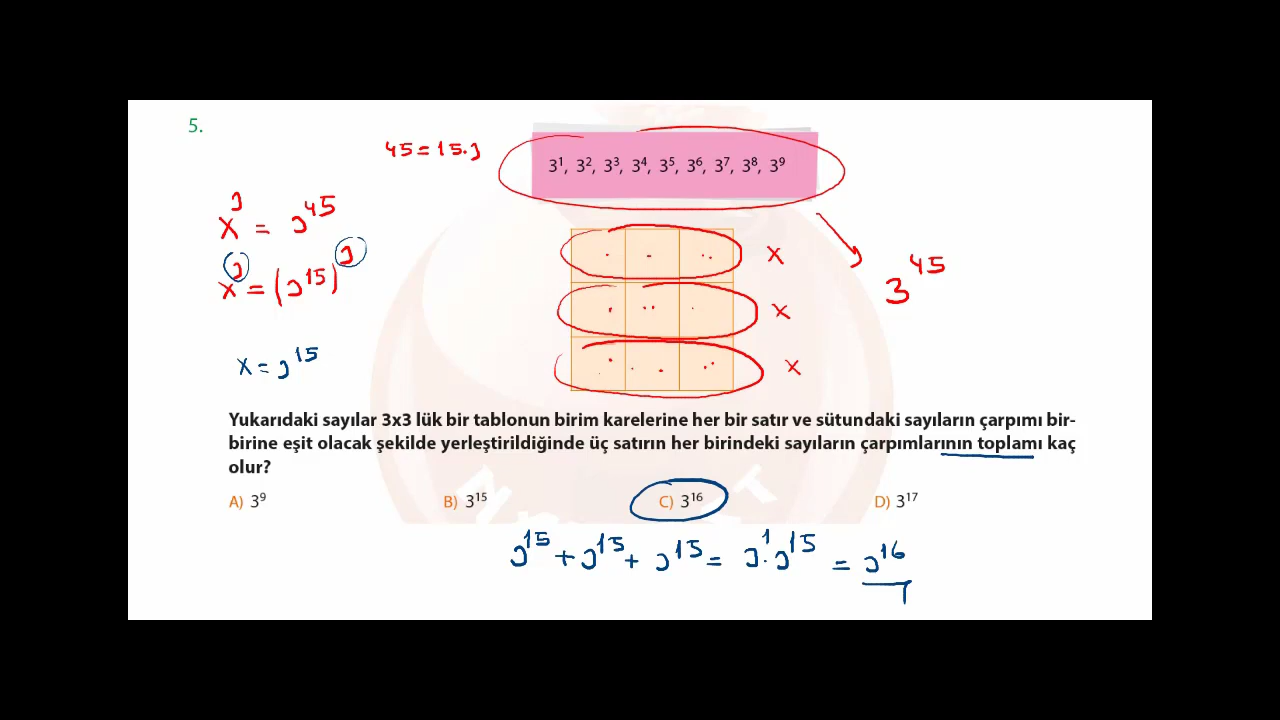 5.
45 = 15.3
3¹, 3², 3³, 3⁴, 3⁵, 3⁶, 3⁷, 3⁸, 3⁹
x³ = 3⁴⁵
x
3⁴⁵
x³ = (3¹⁵)³
x
x = 3¹⁵
x
Yukarıdaki sayılar 3x3 lük bir tablonun birim karelerine her bir satır ve sütundaki sayıların çarpımı bir-
birine eşit olacak şekilde yerleştirildiğinde üç satırın her birindeki sayıların çarpımlarının toplamı kaç
olur?
A) 3⁹ B) 3¹⁵ C) 3¹⁶ D) 3¹⁷
3¹⁵ + 3¹⁵ + 3¹⁵ = 3¹.3¹⁵ = 3¹⁶